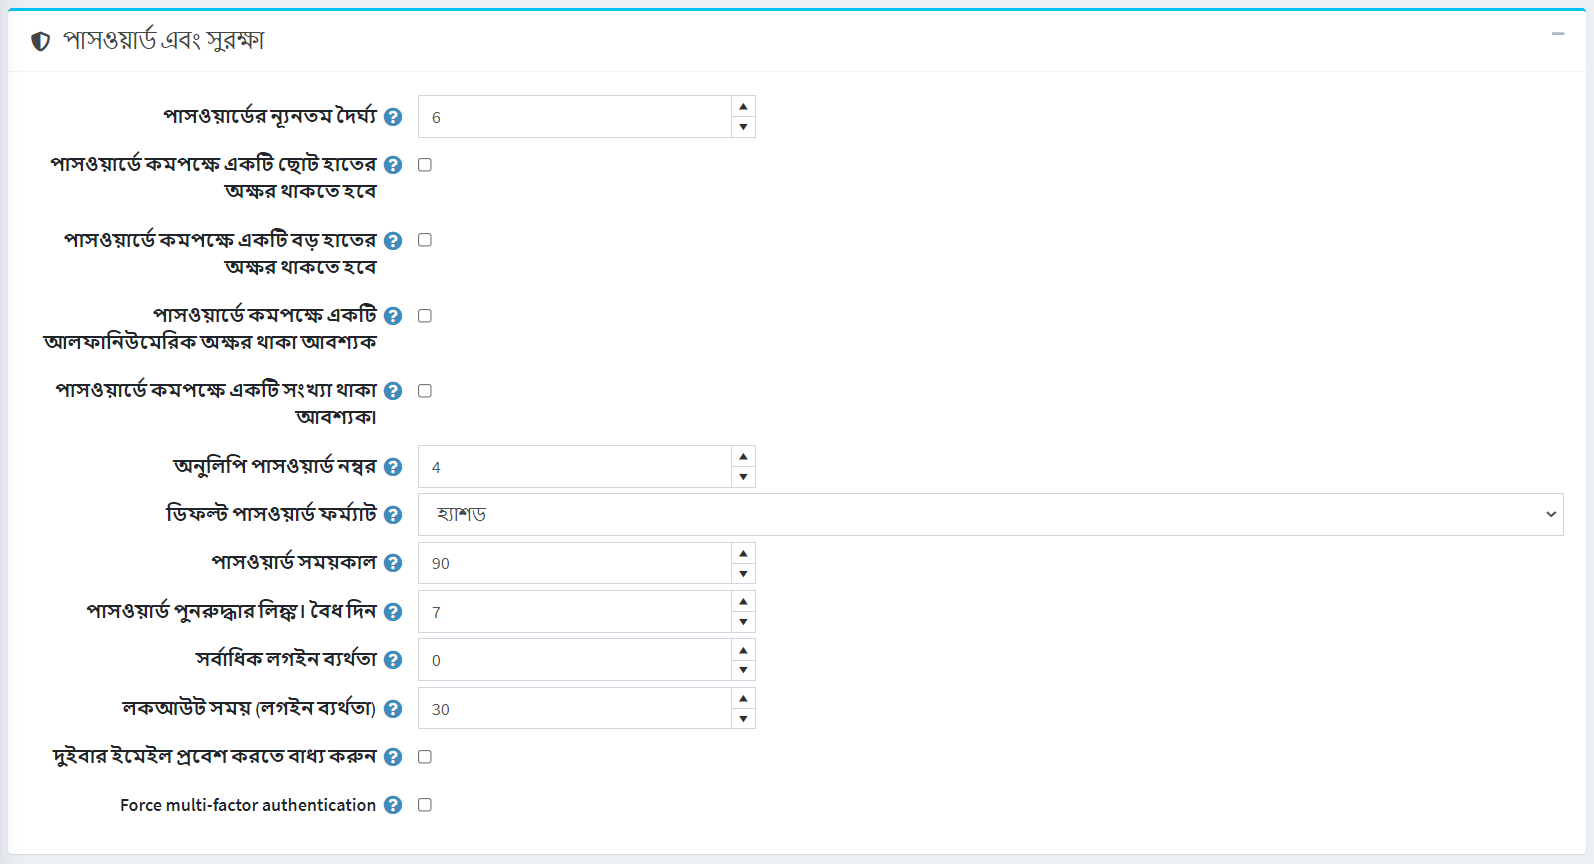 পাসওয়ার্ড এবং সুরক্ষা
পাসওয়ার্ডের ন্যূনতম দৈর্ঘ্য
6
পাসওয়ার্ডে কমপক্ষে একটি ছোট হাতের
অক্ষর থাকতে হবে
পাসওয়ার্ডে কমপক্ষে একটি বড় হাতের
অক্ষর থাকতে হবে
পাসওয়ার্ডে কমপক্ষে একটি
আলফানিউমেরিক অক্ষর থাকা আবশ্যক
পাসওয়ার্ডে কমপক্ষে একটি সংখ্যা থাকা
আবশ্যক।
অনুলিপি পাসওয়ার্ড নম্বর
4
ডিফল্ট পাসওয়ার্ড ফর্ম্যাট
হ্যাশড
পাসওয়ার্ড সময়কাল
90
পাসওয়ার্ড পুনরুদ্ধার লিঙ্ক। বৈধ দিন
7
সর্বাধিক লগইন ব্যর্থতা
0
লকআউট সময় (লগইন ব্যর্থতা)
30
দুইবার ইমেইল প্রবেশ করতে বাধ্য করুন
Force multi-factor authentication